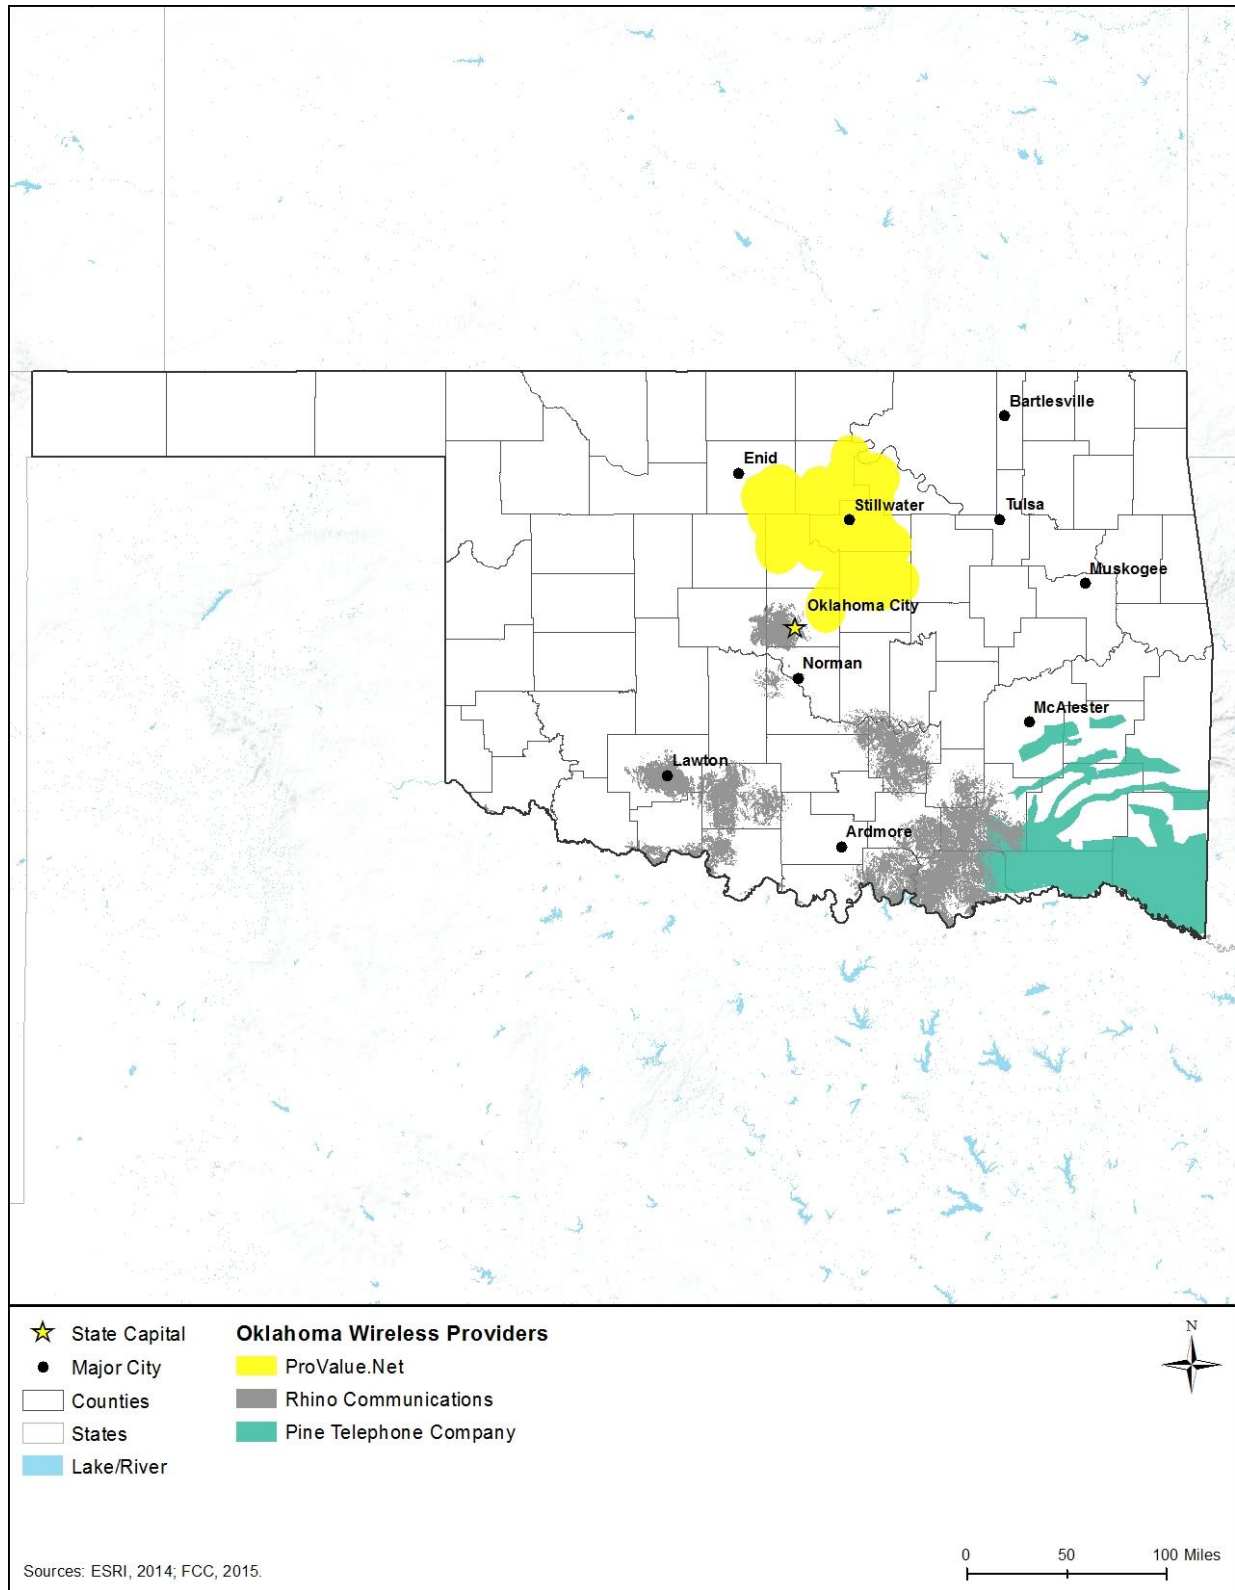 Bartlesville
Enid
Stillwater
Tulsa
Muskogee
Oklahoma City
Norman
McAlester
Lawton
Ardmore
State Capital
Major City
Counties
States
Lake/River
Oklahoma Wireless Providers
ProValue.Net
Rhino Communications
Pine Telephone Company
N
Sources: ESRI, 2014; FCC, 2015.
0 50 100 Miles